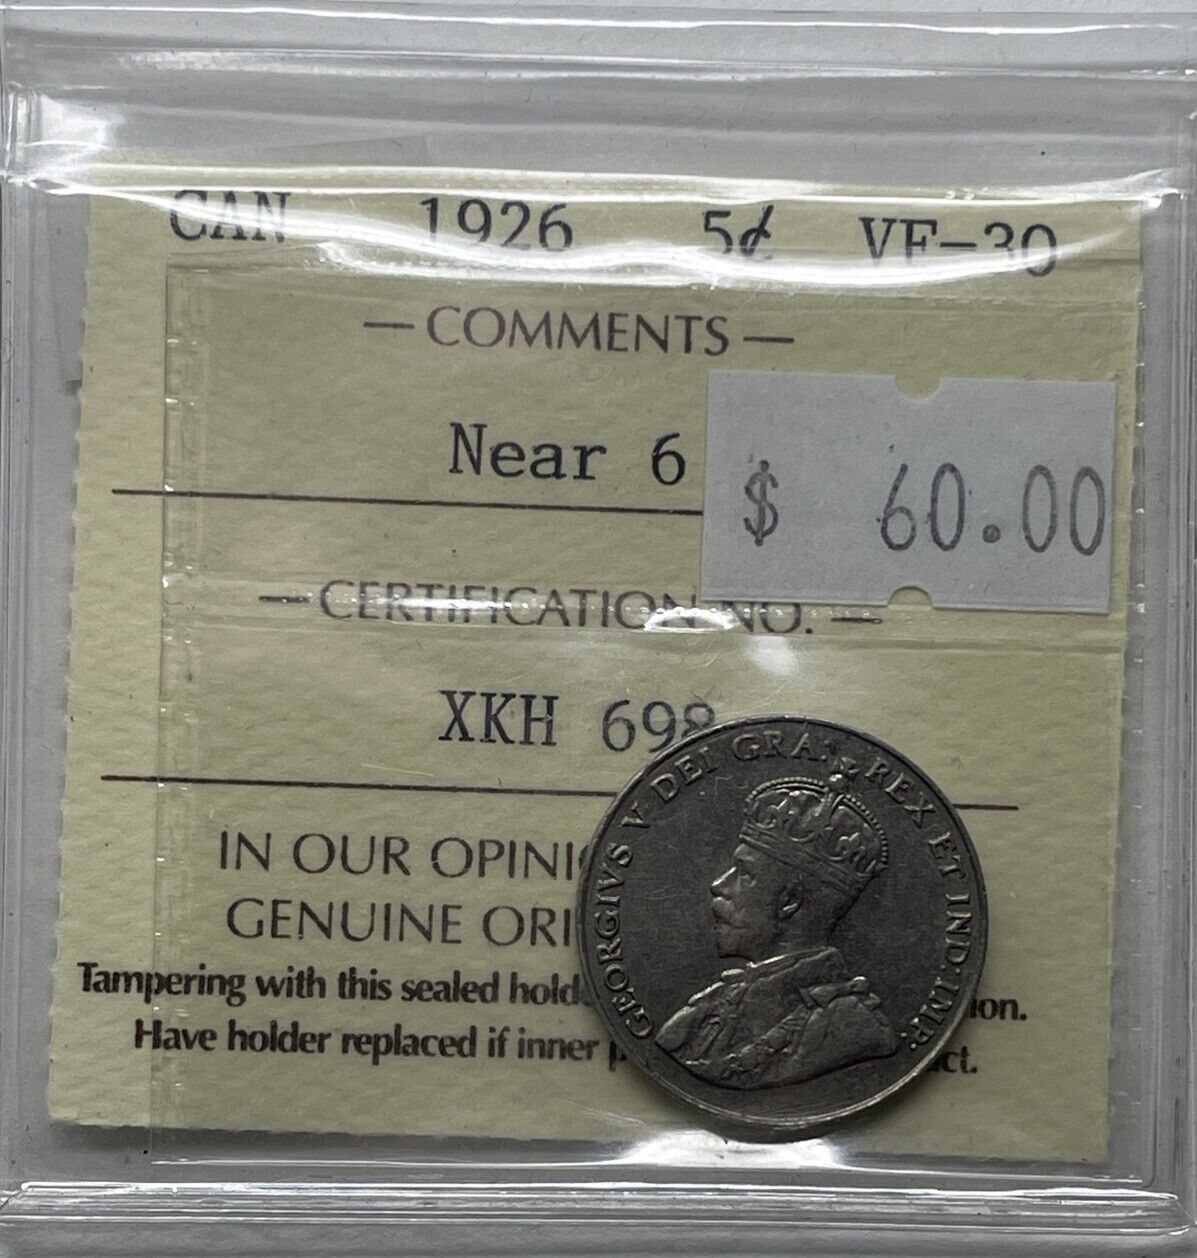 CAN 1926 5¢ VF-30
— COMMENTS —
Near 6
$ 60.00
— CERTIFICATION NO. —
XKH 698
IN OUR OPINI
GENUINE ORI
Tampering with this sealed hold ion.
Have holder replaced if inner p ct.
GEORGIVS V DEI GRA: REX ET IND:IMP: